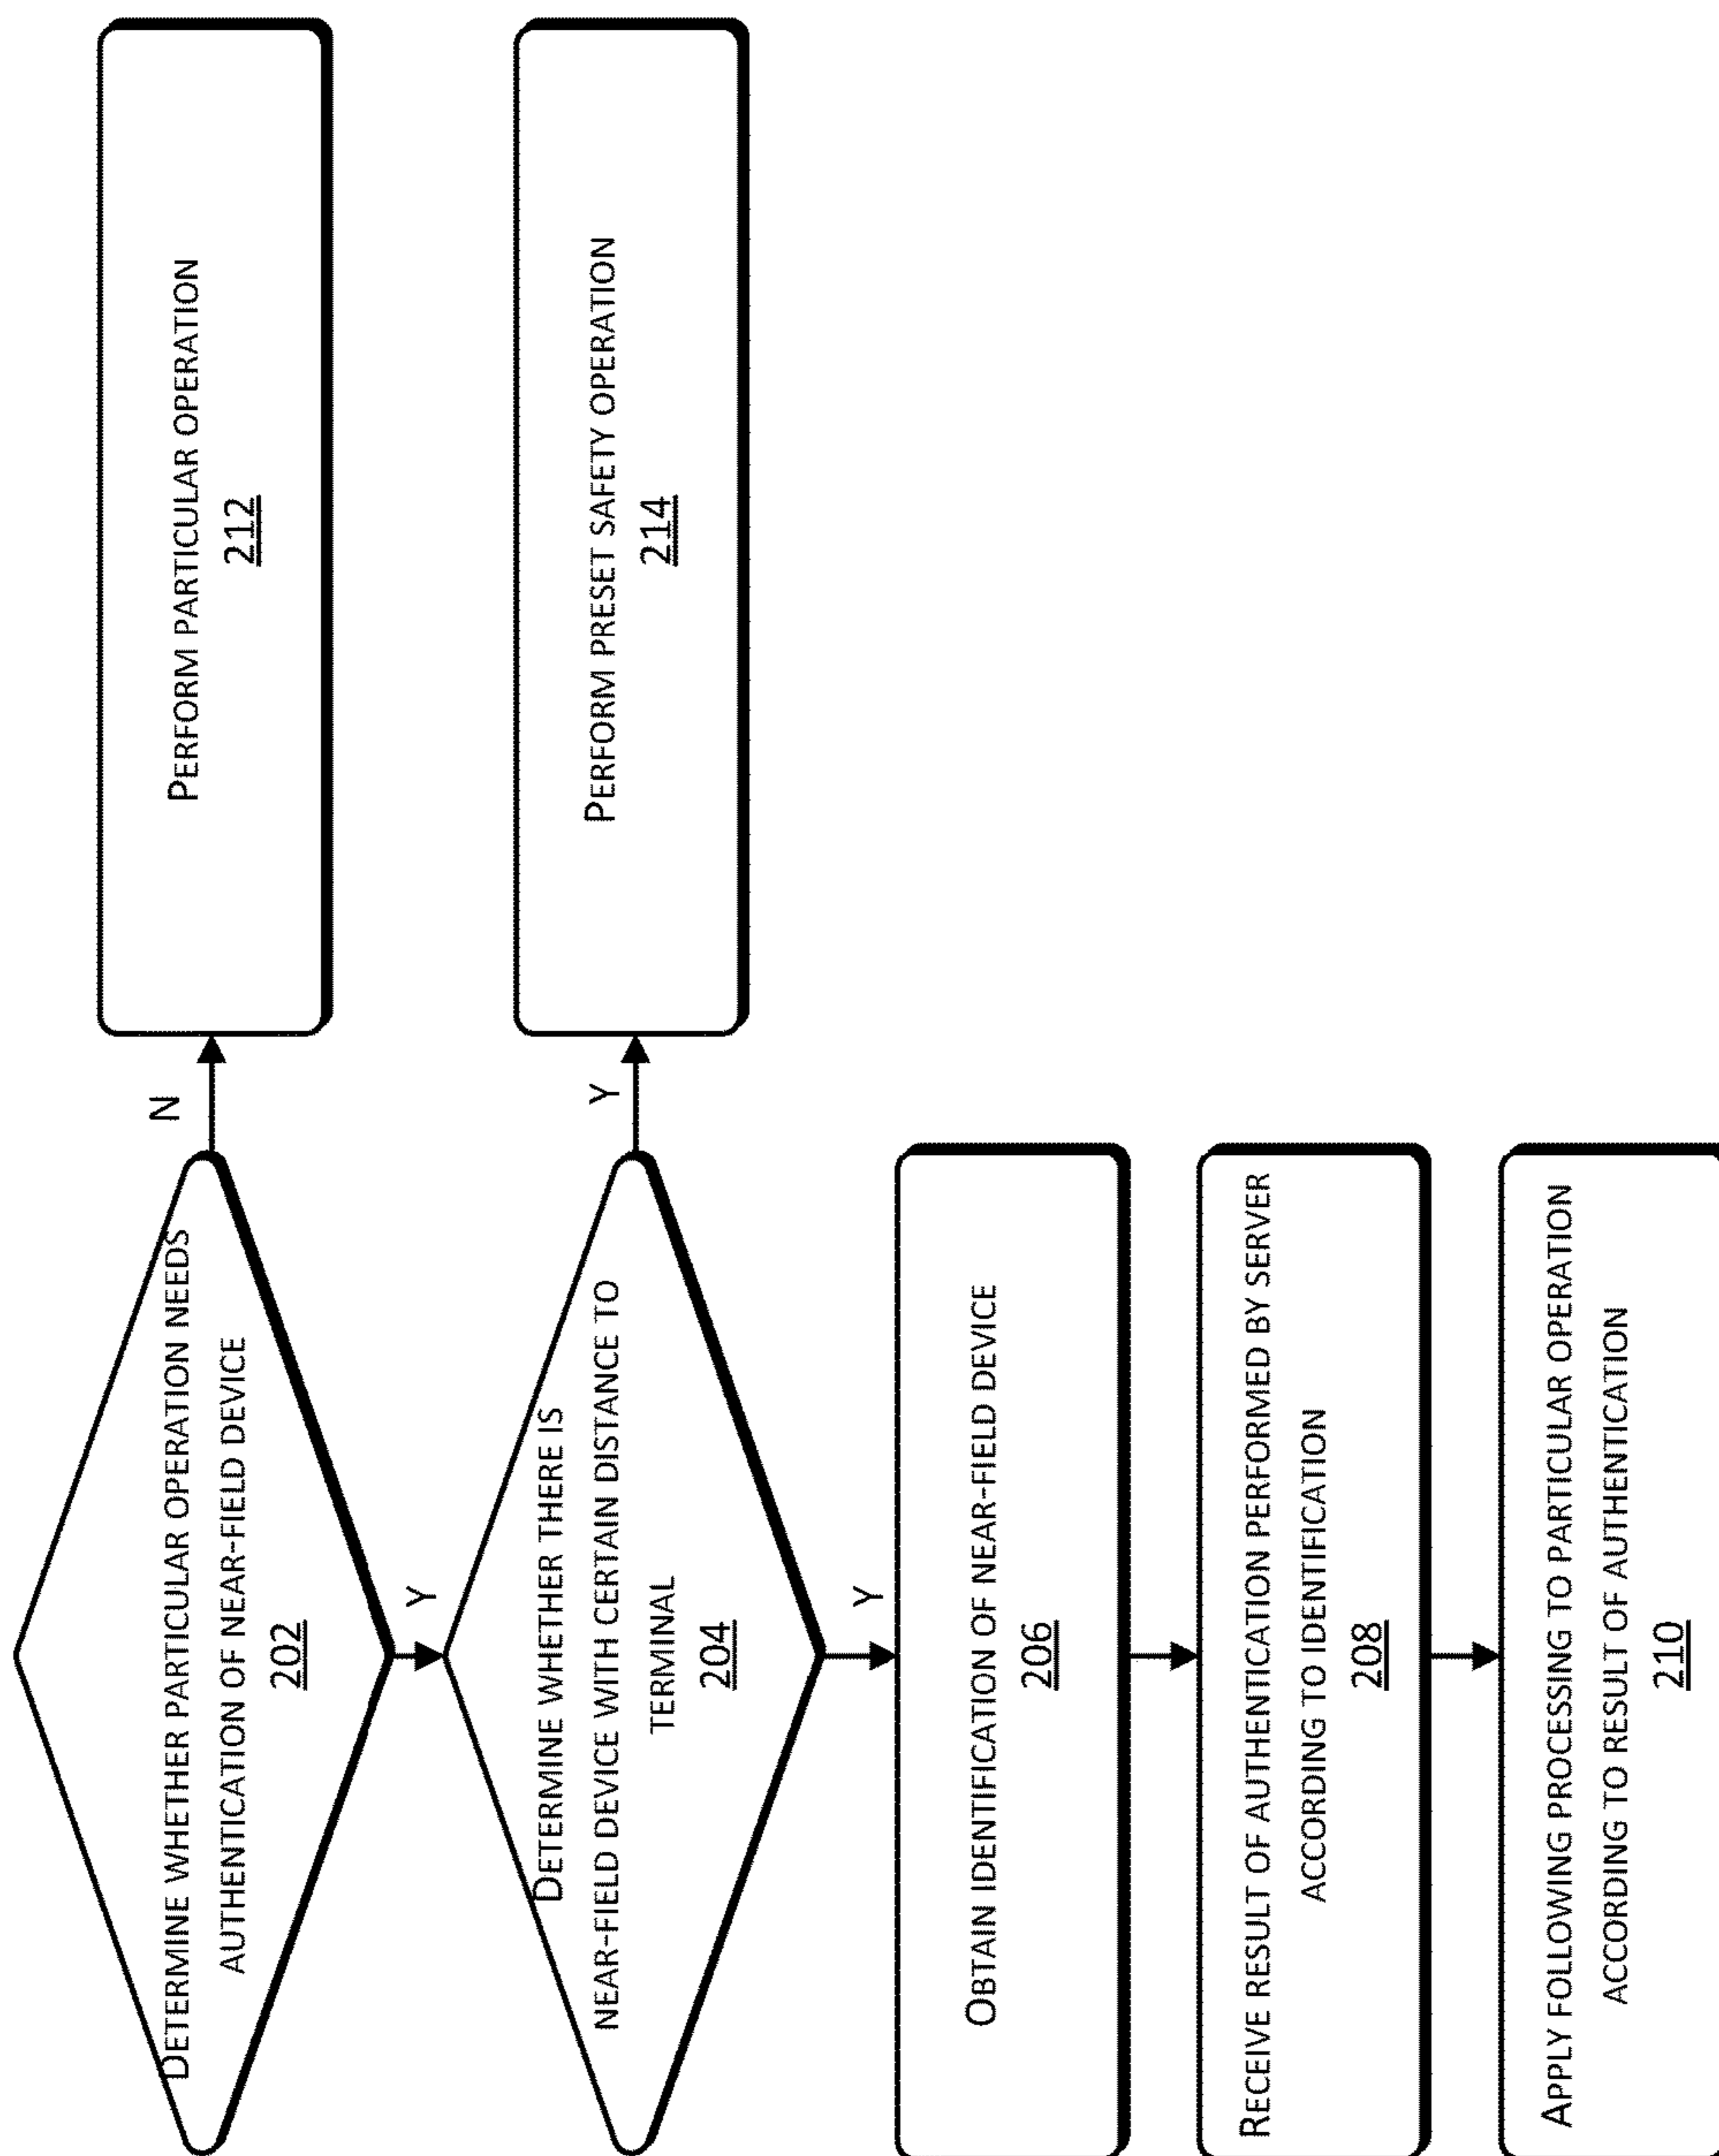 DETERMINE WHETHER PARTICULAR OPERATION NEEDS
AUTHENTICATION OF NEAR-FIELD DEVICE
202
N
PERFORM PARTICULAR OPERATION
212
Y
DETERMINE WHETHER THERE IS
NEAR-FIELD DEVICE WITH CERTAIN DISTANCE TO
TERMINAL
204
Y
PERFORM PRESET SAFETY OPERATION
214
Y
OBTAIN IDENTIFICATION OF NEAR-FIELD DEVICE
206
RECEIVE RESULT OF AUTHENTICATION PERFORMED BY SERVER
ACCORDING TO IDENTIFICATION
208
APPLY FOLLOWING PROCESSING TO PARTICULAR OPERATION
ACCORDING TO RESULT OF AUTHENTICATION
210